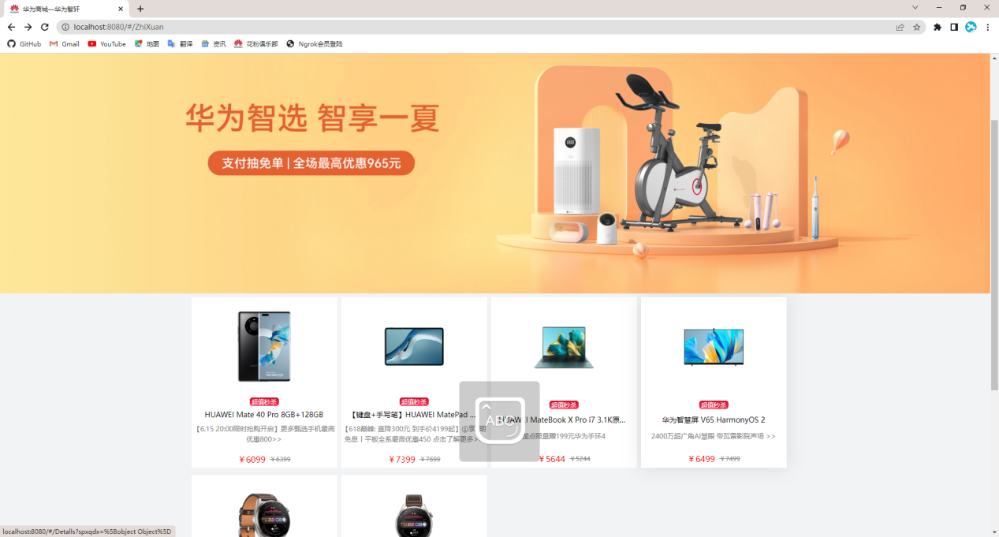 华为商城—华为智轩
localhost:8080/#/ZhiXuan
GitHub Gmail YouTube 地图 翻译 资讯 花粉俱乐部 Ngrok会员登陆
华为智选 智享一夏
支付抽免单 | 全场最高优惠965元
超值秒杀
HUAWEI Mate 40 Pro 8GB+128GB
【6.15 20:00限时抢购开启】更多甄选手机最高
优惠800>>
￥6099 ￥6399
超值秒杀
【键盘+手写笔】HUAWEI MatePad ...
【618巅峰: 直降300元 到手价4199起】①享 期
免息丨平板全系最高优惠450 点击了解更多>
￥7399 ￥7699
超值秒杀
HUAWEI MateBook X Pro i7 3.1K原...
整点限量赠199元华为手环4
￥5644 ￥5244
超值秒杀
华为智慧屏 V65 HarmonyOS 2
2400万超广角AI慧眼 帝瓦雷影院声场 >>
￥6499 ￥7499
ABC
localhost:8080/#/Details?spxqdx=%5Bobject Object%5D